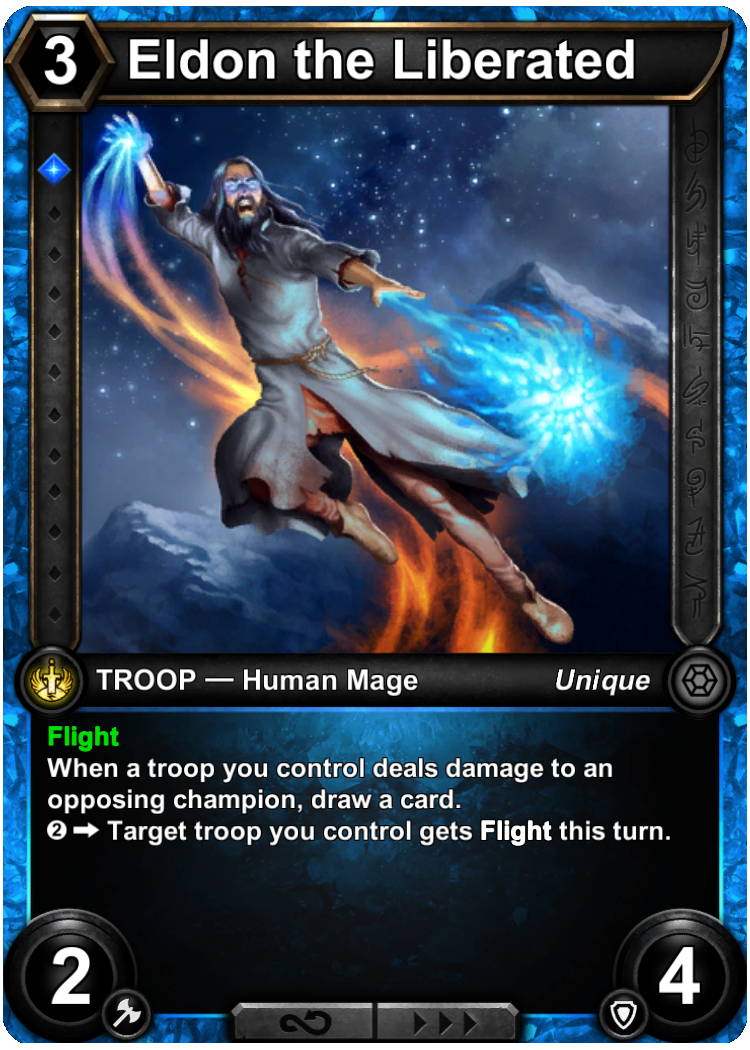 3 Eldon the Liberated
TROOP — Human Mage Unique
Flight
When a troop you control deals damage to an
opposing champion, draw a card.
2 ➡ Target troop you control gets Flight this turn.
2 4